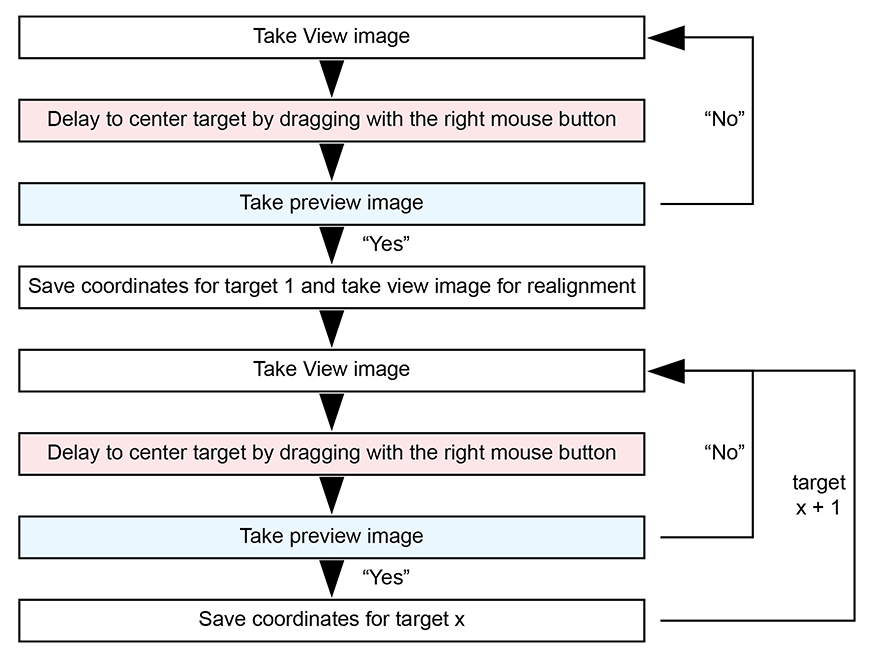 Take View image
Delay to center target by dragging with the right mouse button
“No”
Take preview image
“Yes”
Save coordinates for target 1 and take view image for realignment
Take View image
Delay to center target by dragging with the right mouse button
“No”
target
x + 1
Take preview image
“Yes”
Save coordinates for target x